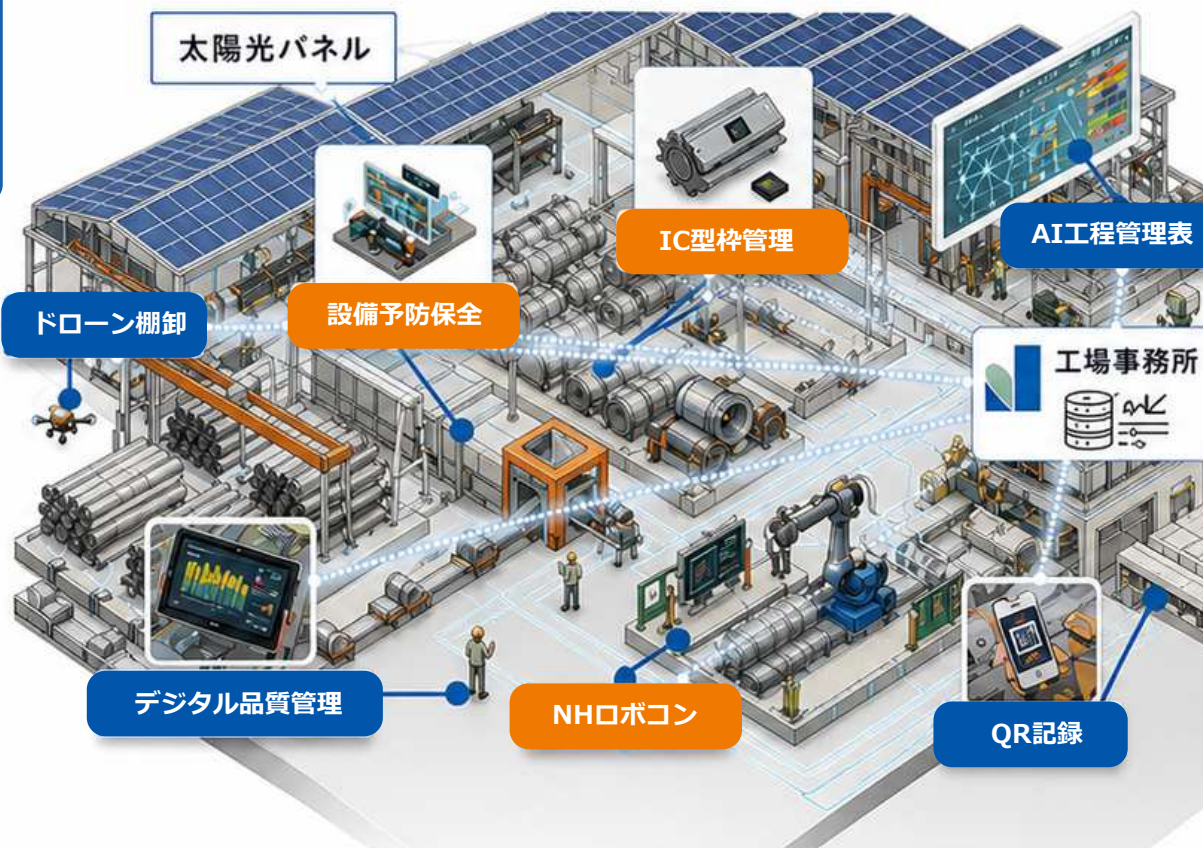 太陽光パネル
IC型枠管理
AI工程管理表
設備予防保全
ドローン棚卸
工場事務所
デジタル品質管理
NHロボコン
QR記録